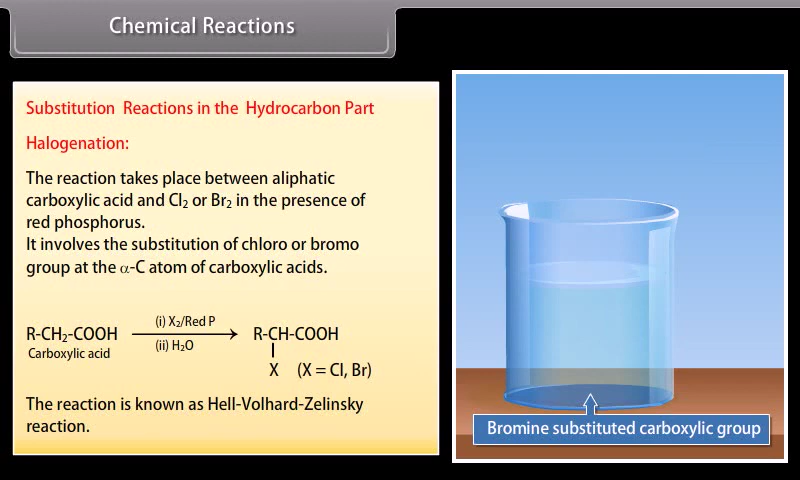 Chemical Reactions
Substitution Reactions in the Hydrocarbon Part
Halogenation:
The reaction takes place between aliphatic
carboxylic acid and Cl₂ or Br₂ in the presence of
red phosphorus.
It involves the substitution of chloro or bromo
group at the α-C atom of carboxylic acids.
(i) X₂/Red P
R-CH₂-COOH R-CH-COOH
Carboxylic acid (ii) H₂O
X (X = Cl, Br)
The reaction is known as Hell-Volhard-Zelinsky
reaction.
Bromine substituted carboxylic group